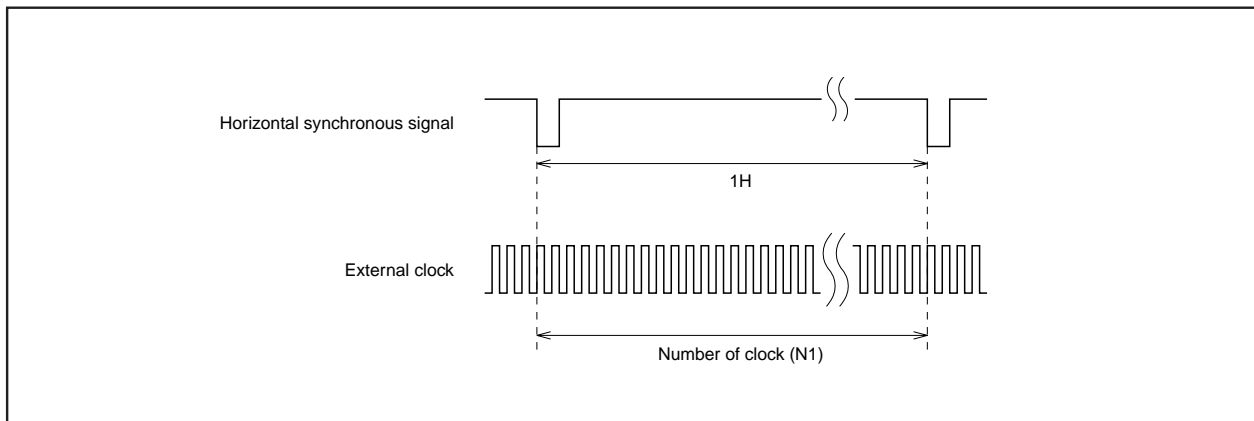 Horizontal synchronous signal
1H
External clock
Number of clock (N1)